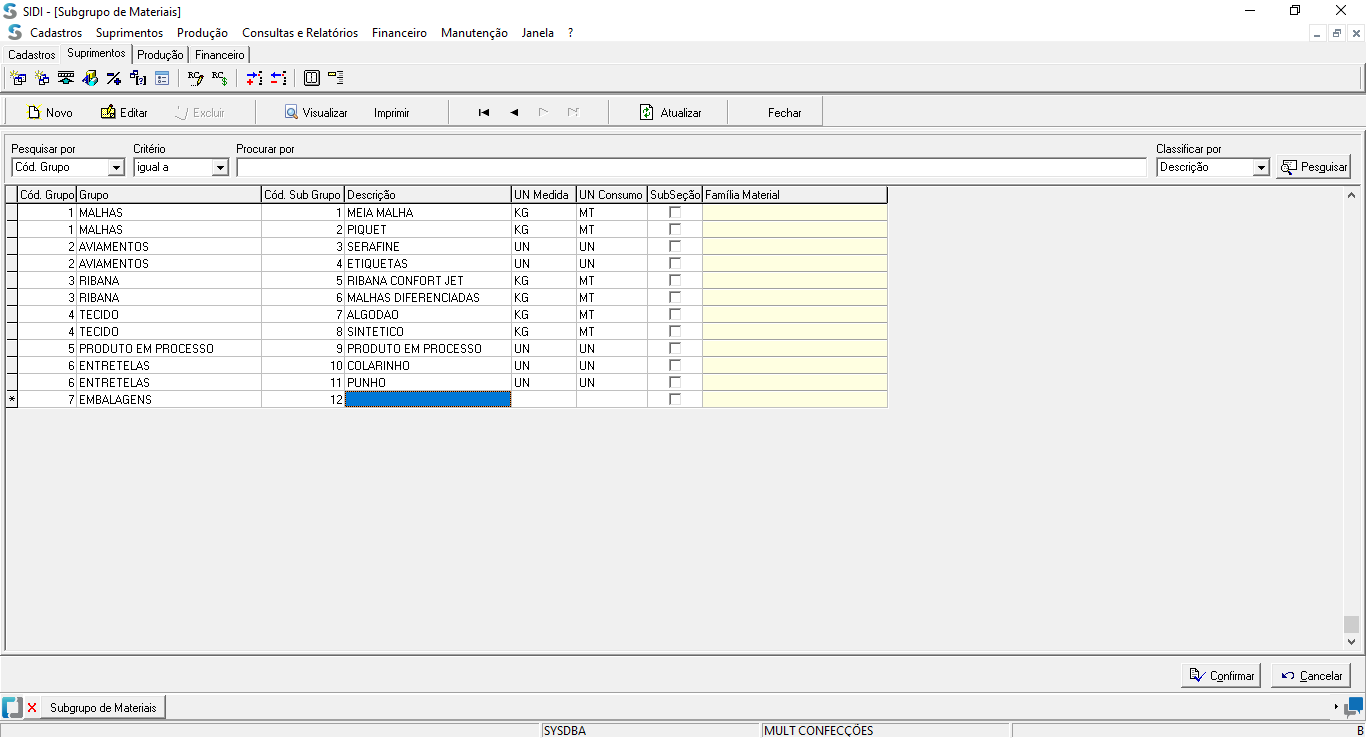 SIDI - [Subgrupo de Materiais]
Cadastros Suprimentos Produção Consultas e Relatórios Financeiro Manutenção Janela ?
Cadastros Suprimentos Produção Financeiro
Novo Editar Excluir Visualizar Imprimir Atualizar Fechar
Pesquisar por Critério Procurar por Classificar por
Cód. Grupo igual a Descrição Pesquisar
Cód. Grupo Grupo Cód. Sub Grupo Descrição UN Medida UN Consumo SubSeção Família Material
1 MALHAS 1 MEIA MALHA KG MT
1 MALHAS 2 PIQUET KG MT
2 AVIAMENTOS 3 SERAFINE UN UN
2 AVIAMENTOS 4 ETIQUETAS UN UN
3 RIBANA 5 RIBANA CONFORT JET KG MT
3 RIBANA 6 MALHAS DIFERENCIADAS KG MT
4 TECIDO 7 ALGODAO KG MT
4 TECIDO 8 SINTETICO KG MT
5 PRODUTO EM PROCESSO 9 PRODUTO EM PROCESSO UN UN
6 ENTRETELAS 10 COLARINHO UN UN
6 ENTRETELAS 11 PUNHO UN UN
* 7 EMBALAGENS 12
Confirmar Cancelar
Subgrupo de Materiais
SYSDBA MULT CONFECÇÕES B